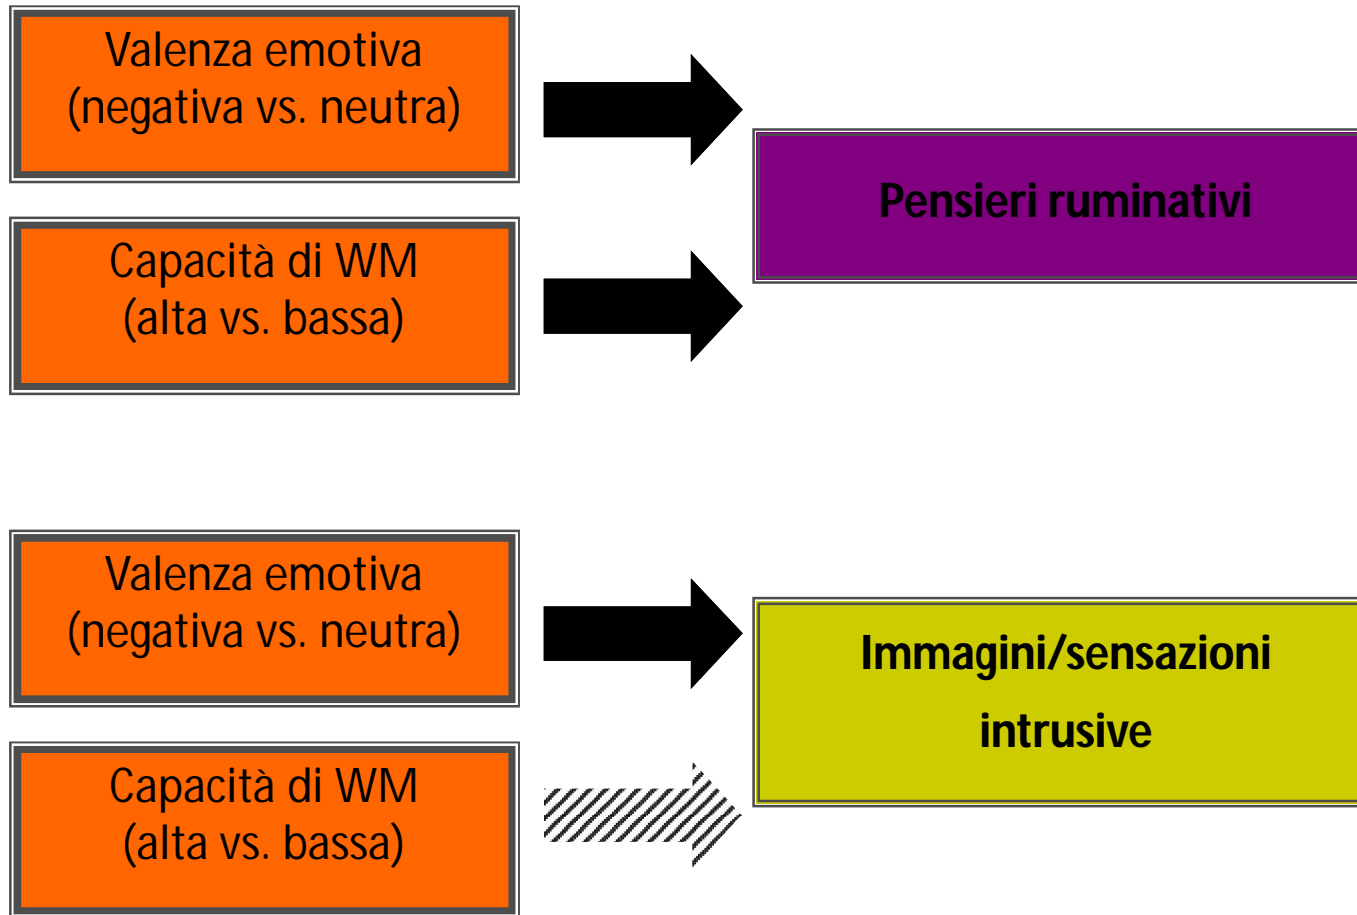 Valenza emotiva
(negativa vs. neutra)
Capacità di WM
(alta vs. bassa)
Pensieri ruminativi
Valenza emotiva
(negativa vs. neutra)
Capacità di WM
(alta vs. bassa)
Immagini/sensazioni
intrusive